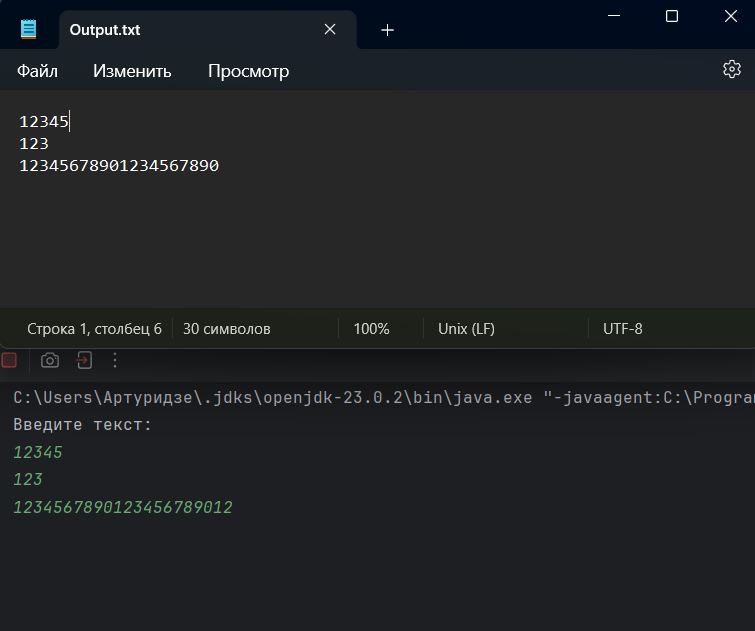 Output.txt
Файл Изменить Просмотр
12345
123
12345678901234567890
Строка 1, столбец 6 30 символов 100% Unix (LF) UTF-8
C:\Users\Артуридзе\.jdks\openjdk-23.0.2\bin\java.exe "-javaagent:C:\Program
Введите текст:
12345
123
1234567890123456789012